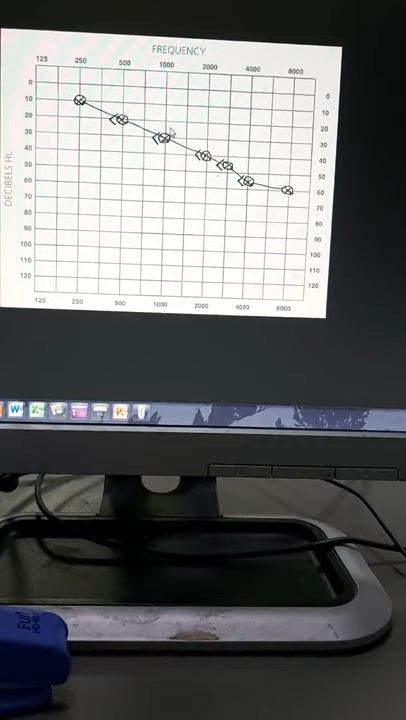 FREQUENCY
125 250 500 1000 2000 4000 8000
DECIBELS HL
0 0
10 10
20 20
30 30
40 40
50 50
60 60
70 70
80 80
90 90
100 100
110 110
120 120
125 250 500 1000 2000 4000 8000
W X P